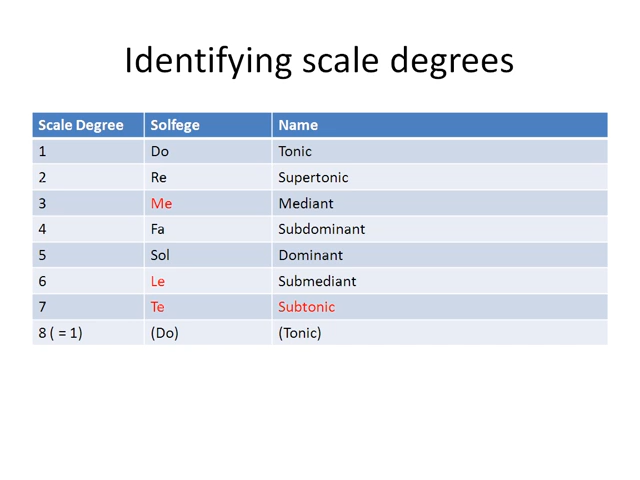 Identifying scale degrees
Scale Degree Solfege Name
1 Do Tonic
2 Re Supertonic
3 Me Mediant
4 Fa Subdominant
5 Sol Dominant
6 Le Submediant
7 Te Subtonic
8 ( = 1) (Do) (Tonic)